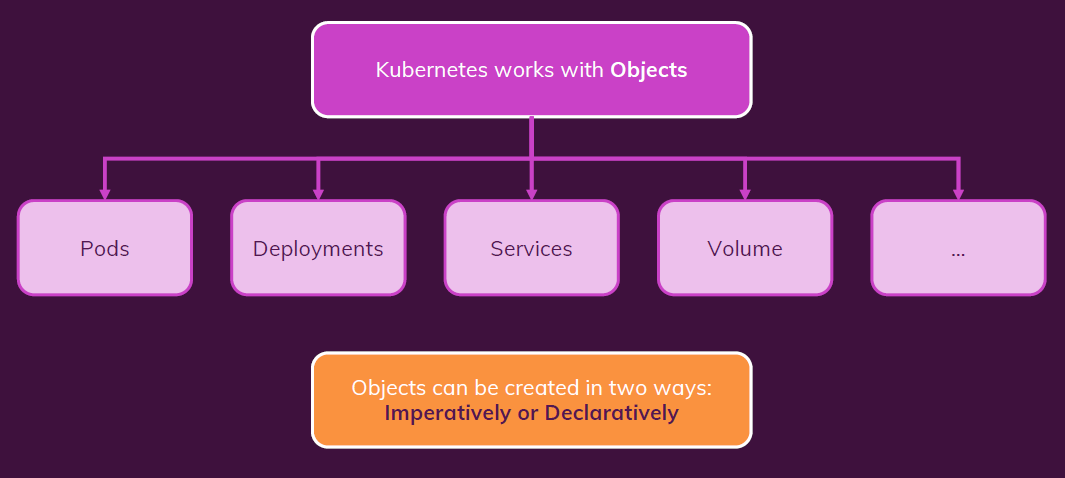 Kubernetes works with Objects
Pods
Deployments
Services
Volume
...
Objects can be created in two ways:
Imperatively or Declaratively